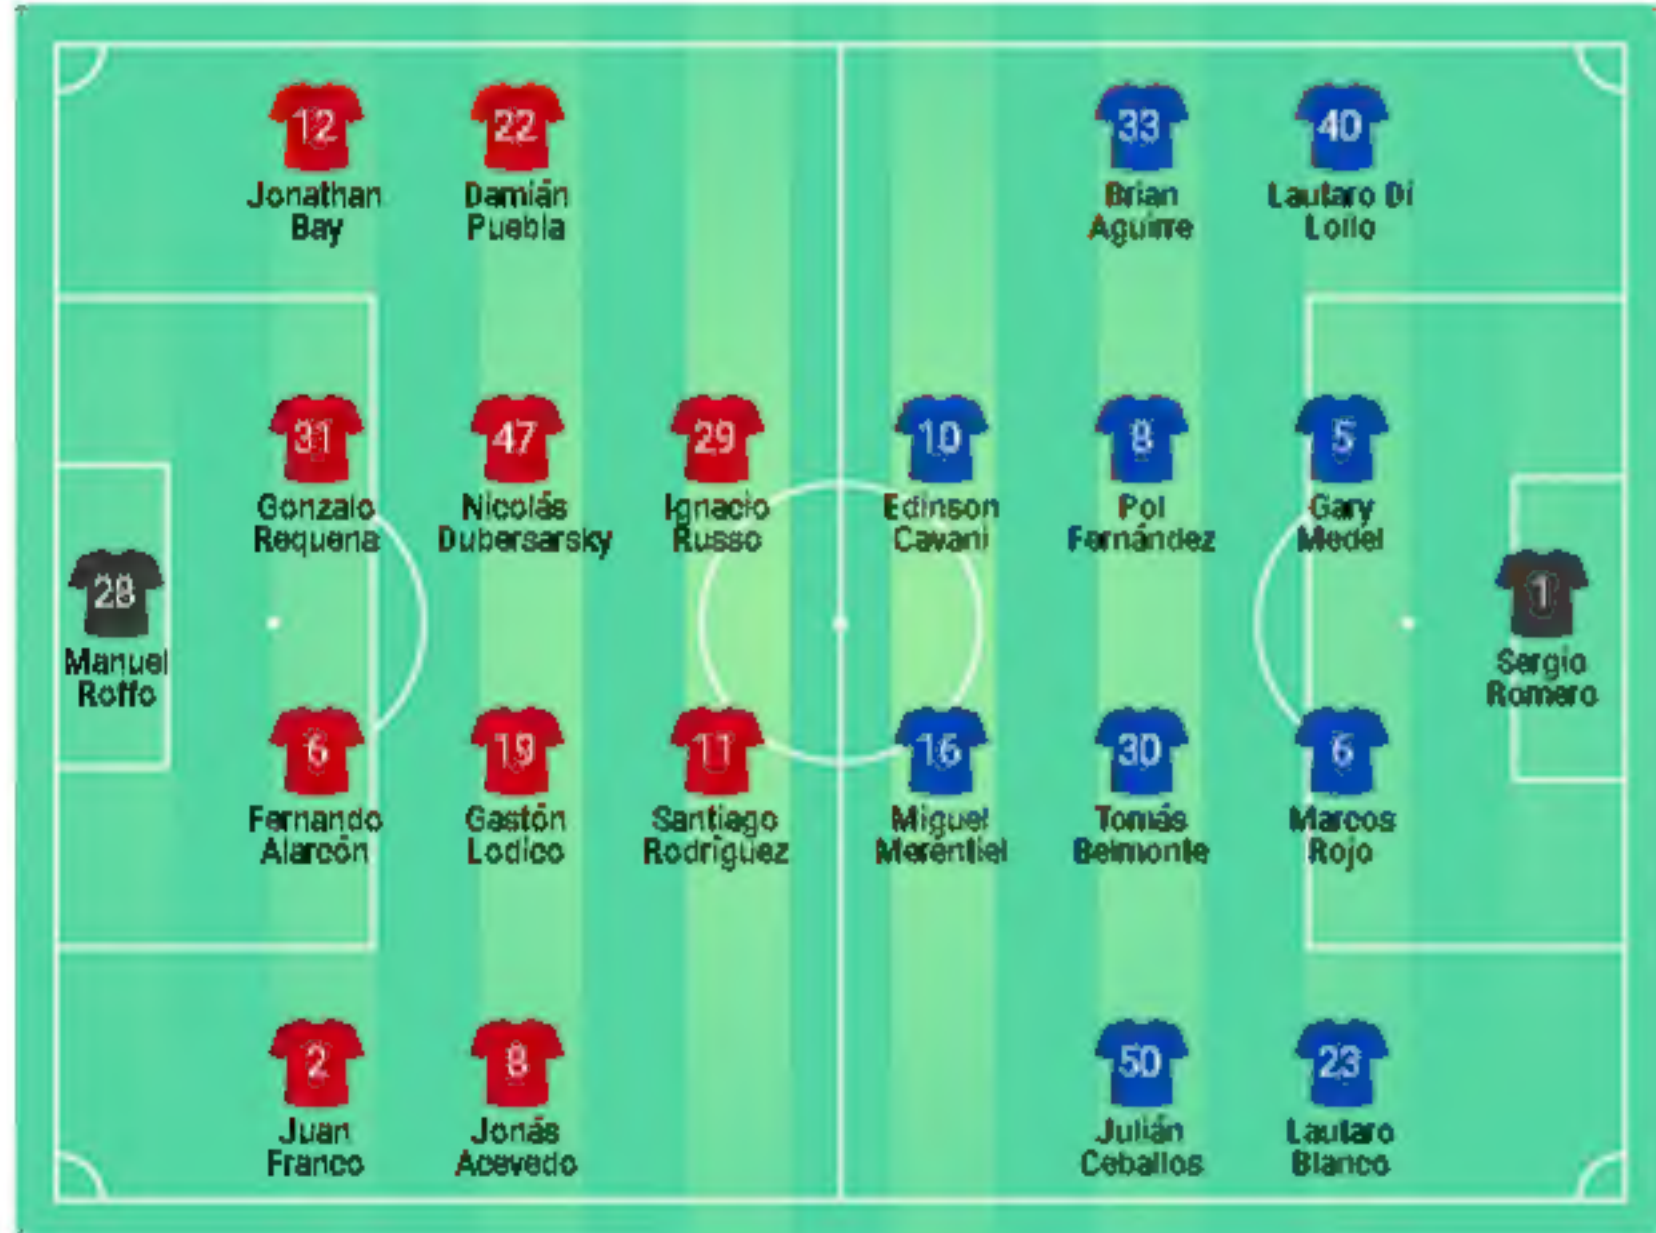 12
Jonathan
Bay
22
Damián
Puebla
33
Brian
Aguirre
40
Lautaro Di
Lollo
31
Gonzalo
Requena
47
Nicolás
Dubersarsky
29
Ignacio
Russo
10
Edinson
Cavani
8
Pol
Fernández
5
Gary
Medel
28
Manuel
Roffo
1
Sergio
Romero
6
Fernando
Alarcón
19
Gastón
Lodico
11
Santiago
Rodríguez
16
Miguel
Merentiel
30
Tomás
Belmonte
6
Marcos
Rojo
2
Juan
Franco
8
Jonás
Acevedo
50
Julián
Ceballos
23
Lautaro
Blanco